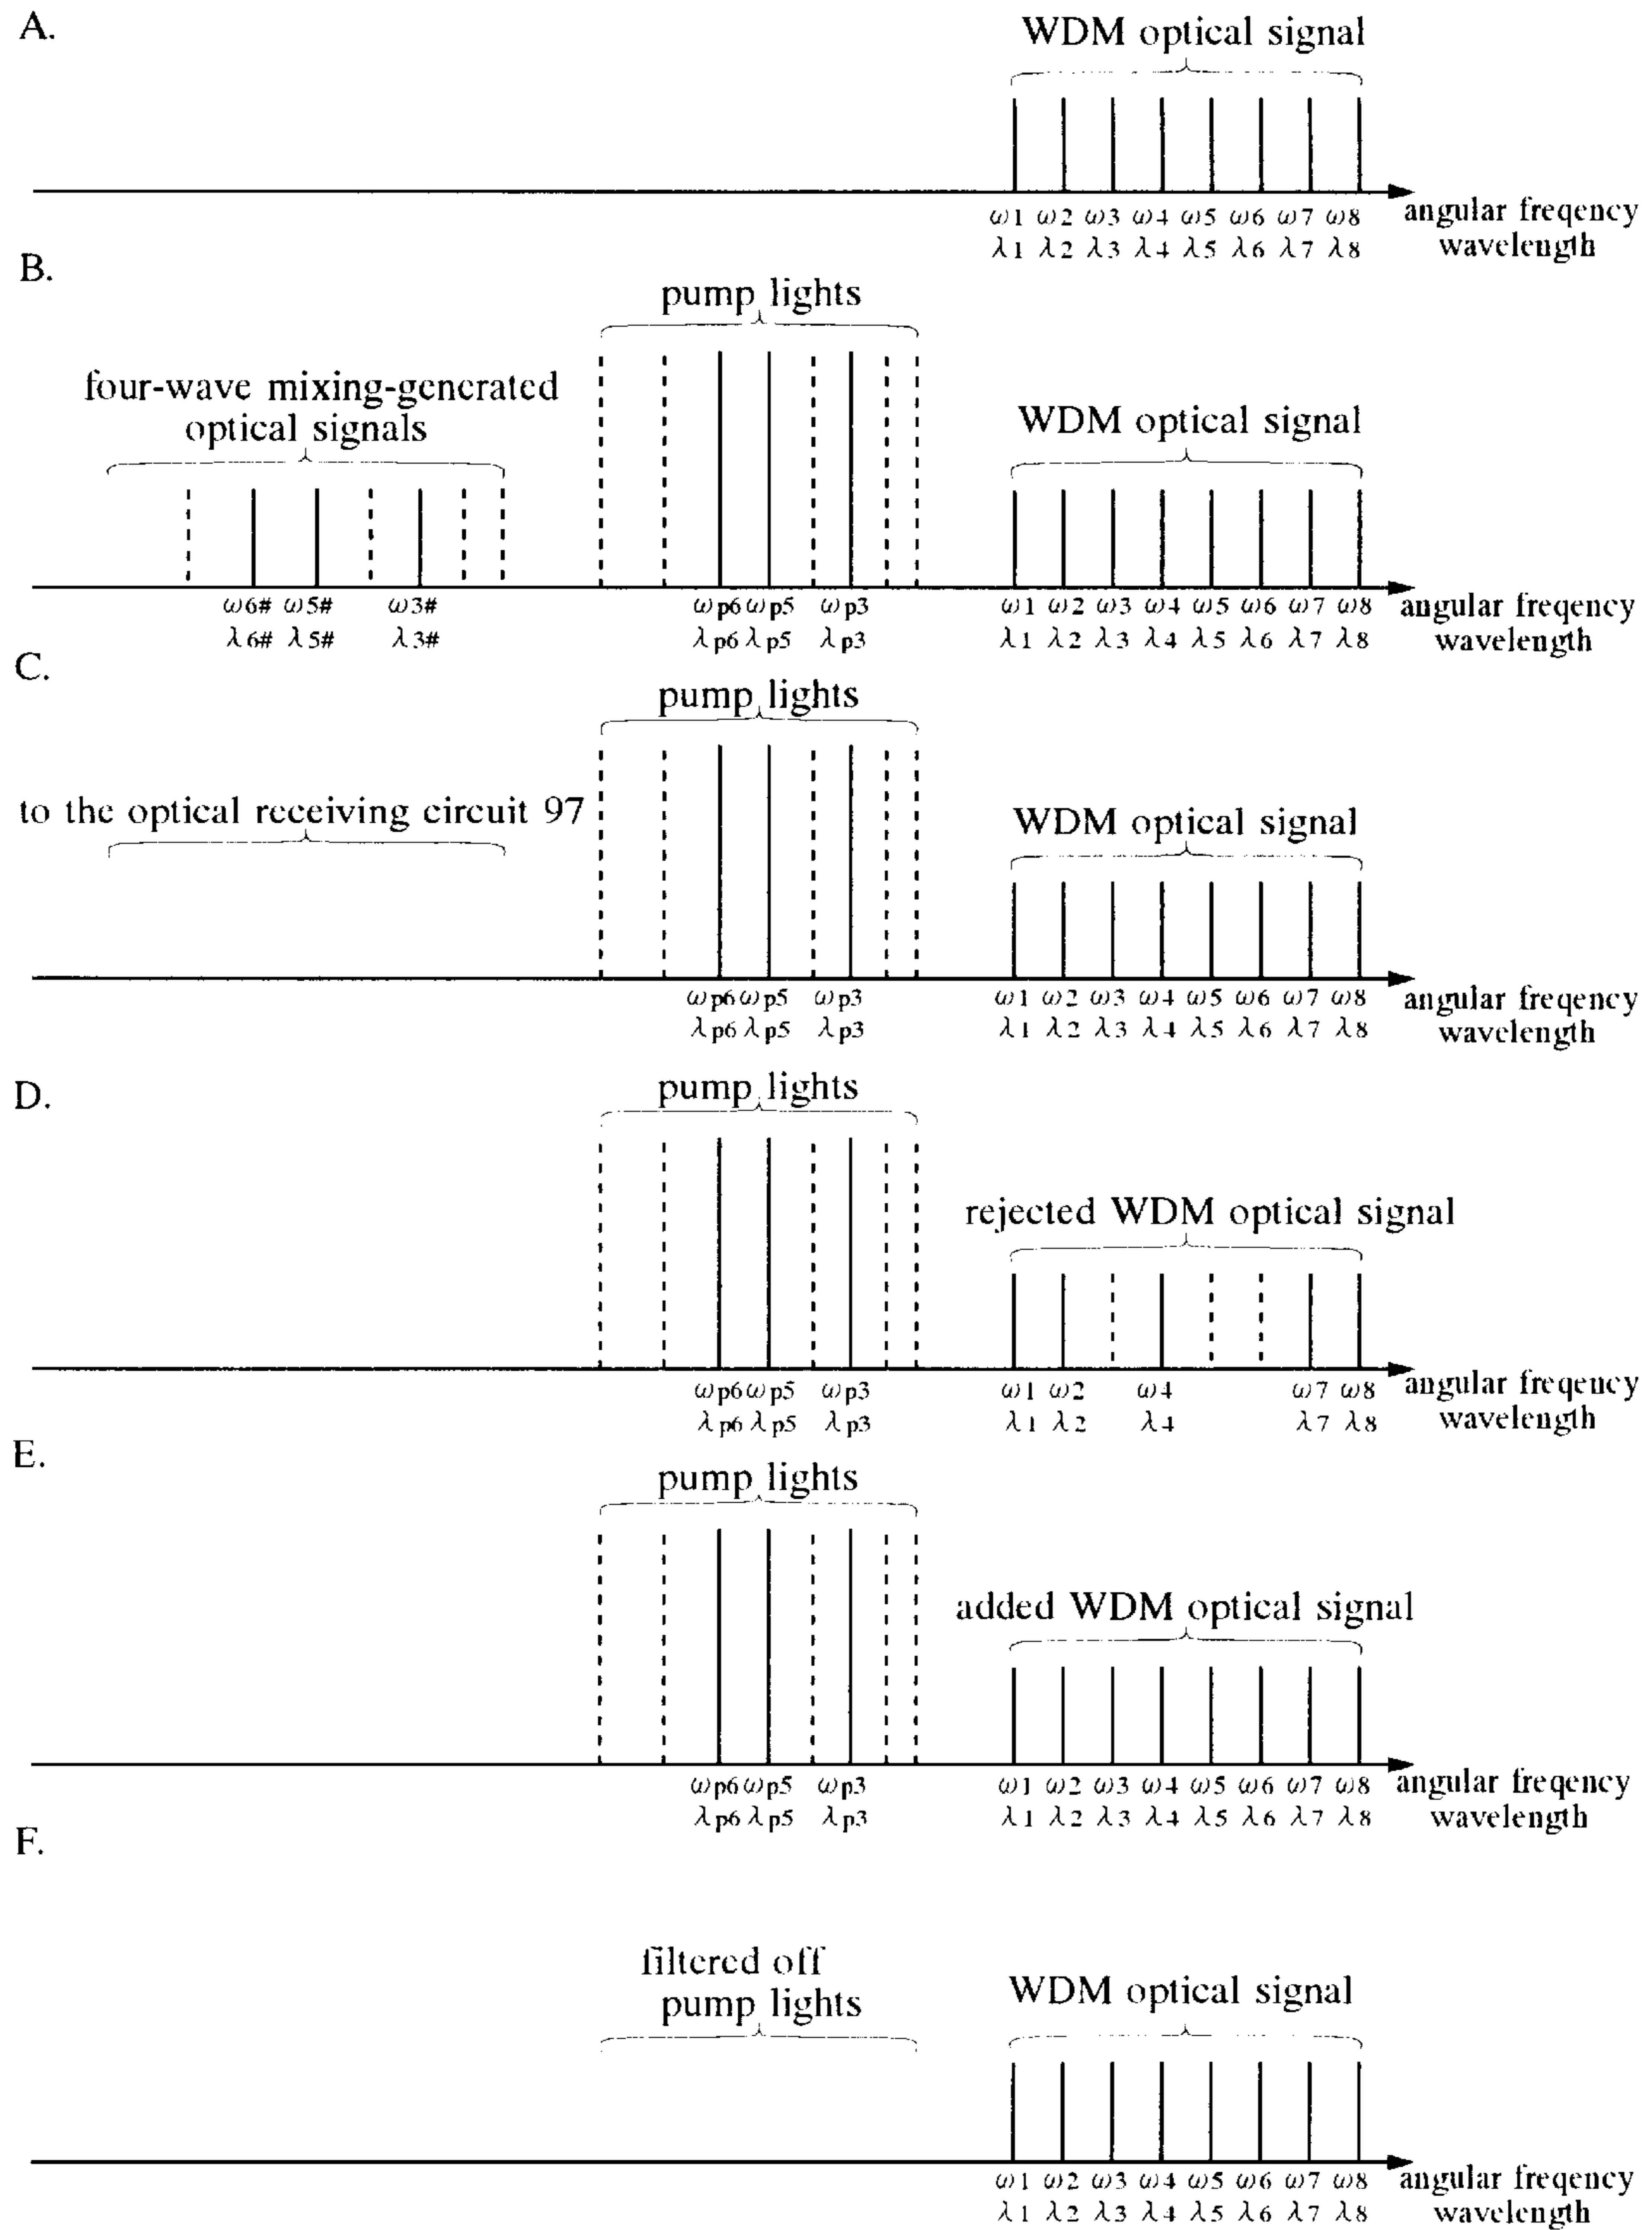 A.
WDM optical signal
ω1 ω2 ω3 ω4 ω5 ω6 ω7 ω8 angular freqency
λ1 λ2 λ3 λ4 λ5 λ6 λ7 λ8 wavelength
B.
pump lights
four-wave mixing-generated
optical signals
WDM optical signal
ω6# ω5# ω3# ωp6 ωp5 ωp3 ω1 ω2 ω3 ω4 ω5 ω6 ω7 ω8 angular freqency
λ6# λ5# λ3# λp6 λp5 λp3 λ1 λ2 λ3 λ4 λ5 λ6 λ7 λ8 wavelength
C.
pump lights
to the optical receiving circuit 97
WDM optical signal
ωp6 ωp5 ωp3 ω1 ω2 ω3 ω4 ω5 ω6 ω7 ω8 angular freqency
λp6 λp5 λp3 λ1 λ2 λ3 λ4 λ5 λ6 λ7 λ8 wavelength
D.
pump lights
rejected WDM optical signal
ωp6 ωp5 ωp3 ω1 ω2 ω4 ω7 ω8 angular freqency
λp6 λp5 λp3 λ1 λ2 λ4 λ7 λ8 wavelength
E.
pump lights
added WDM optical signal
ωp6 ωp5 ωp3 ω1 ω2 ω3 ω4 ω5 ω6 ω7 ω8 angular freqency
λp6 λp5 λp3 λ1 λ2 λ3 λ4 λ5 λ6 λ7 λ8 wavelength
F.
filtered off
pump lights
WDM optical signal
ω1 ω2 ω3 ω4 ω5 ω6 ω7 ω8 angular freqency
λ1 λ2 λ3 λ4 λ5 λ6 λ7 λ8 wavelength